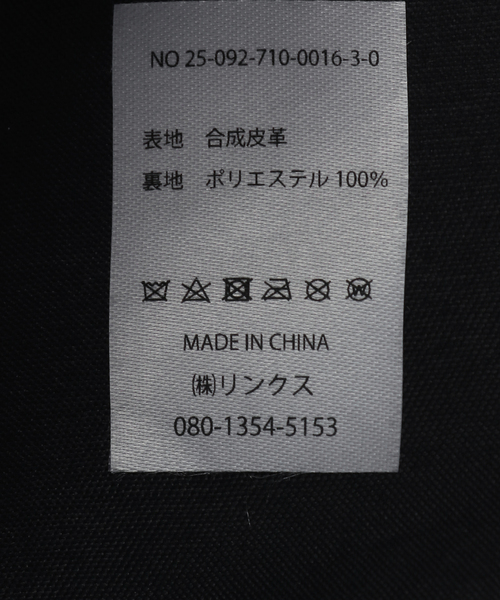 NO 25-092-710-0016-3-0
表地 合成皮革
裏地 ポリエステル 100%
W
MADE IN CHINA
㈱リンクス
080-1354-5153